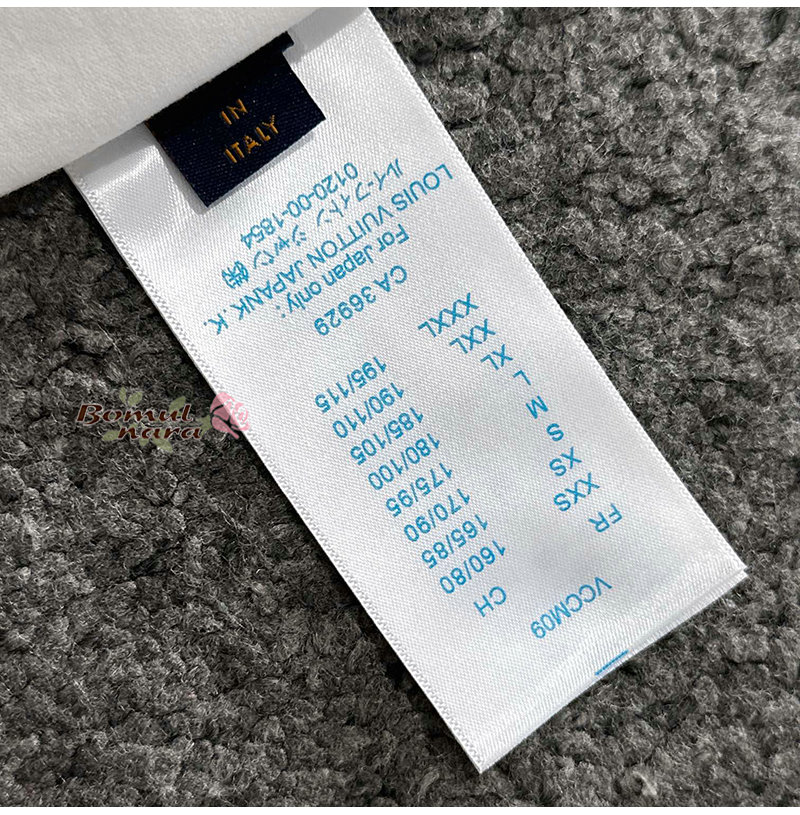 IN
ITALY
VCCM09
FR CH
XXS 160/80
XS 165/85
S 170/90
M 175/95
L 180/100
XL 185/105
XXL 190/110
XXXL 195/115
CA 36929
For Japan only :
LOUIS VUITTON JAPANK. K.
ルイ-フィトン ジャパン ㈱
0120-00-1854
Bomul
nara